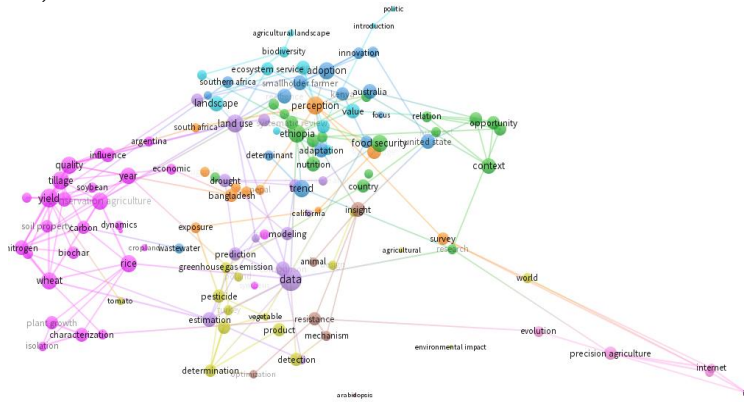 politic
introduction
agricultural landscape
biodiversity
innovation
ecosystem service
adoption
southern africa
smallholder farmer
kenya
australia
landscape
perception
value
focus
relation
opportunity
south africa
land use
systematic review
ethiopia
argentina
determinant
adaptation
food security
united state
influence
quality
economic
nutrition
context
tillage
soybean
year
drought
trend
country
yield
conservation agriculture
bangladesh
california
insight
soil property
carbon
dynamics
exposure
modeling
survey
nitrogen
biochar
cropland
wastewater
prediction
agricultural
research
rice
greenhouse gas emission
animal
wheat
data
world
tomato
pesticide
plant growth
estimation
vegetable
resistance
characterization
product
mechanism
evolution
isolation
environmental impact
precision agriculture
detection
determination
optimization
internet
arabidopsis